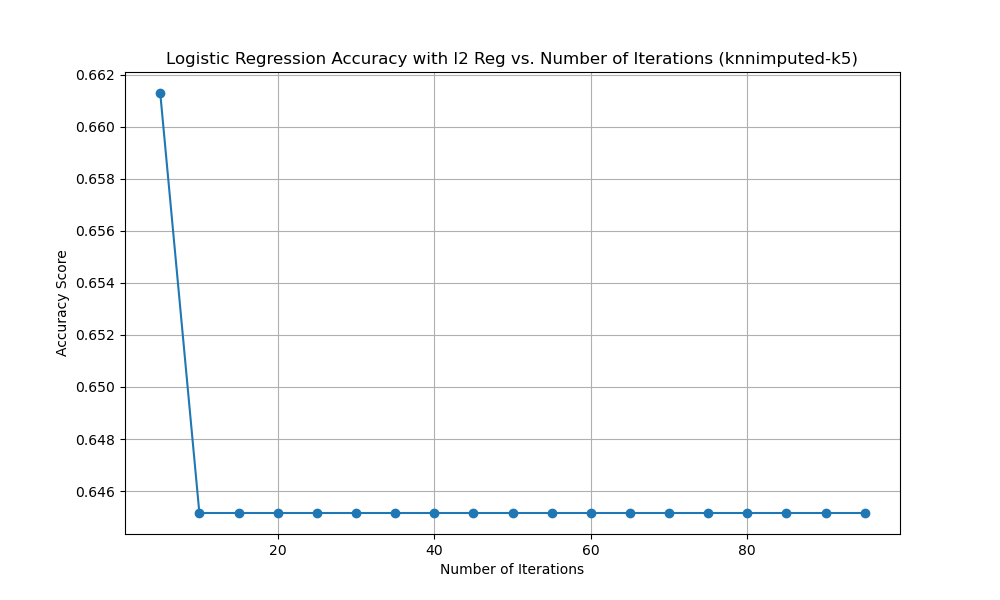 Logistic Regression Accuracy with l2 Reg vs. Number of Iterations (knnimputed-k5)
0.662
0.660
0.658
0.656
0.654
0.652
0.650
0.648
0.646
Accuracy Score
20 40 60 80
Number of Iterations